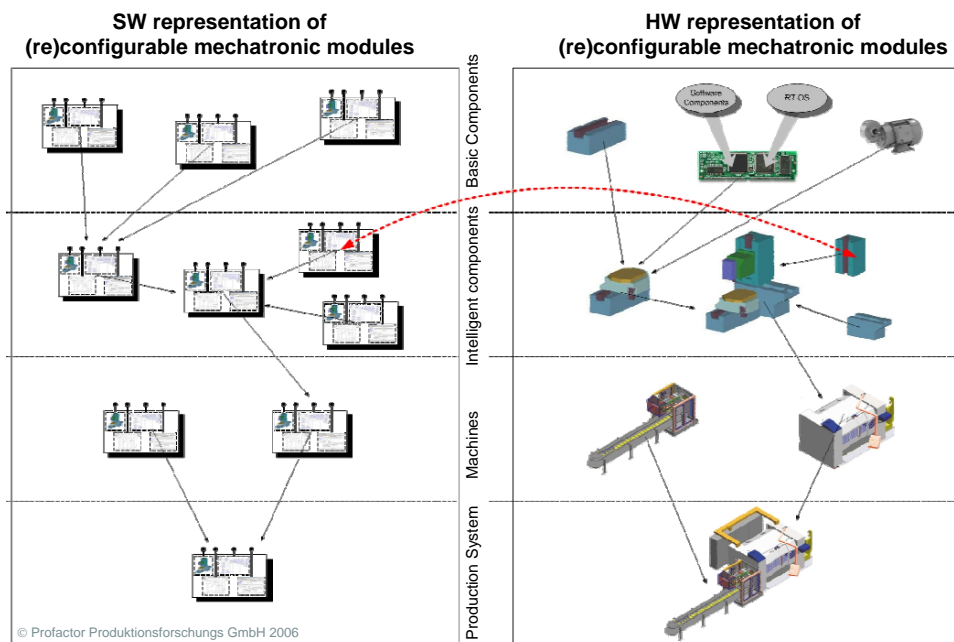 SW representation of
(re)configurable mechatronic modules
HW representation of
(re)configurable mechatronic modules
Basic Components
Software
Components
RT-OS
Intelligent components
Machines
Production System
© Profactor Produktionsforschungs GmbH 2006